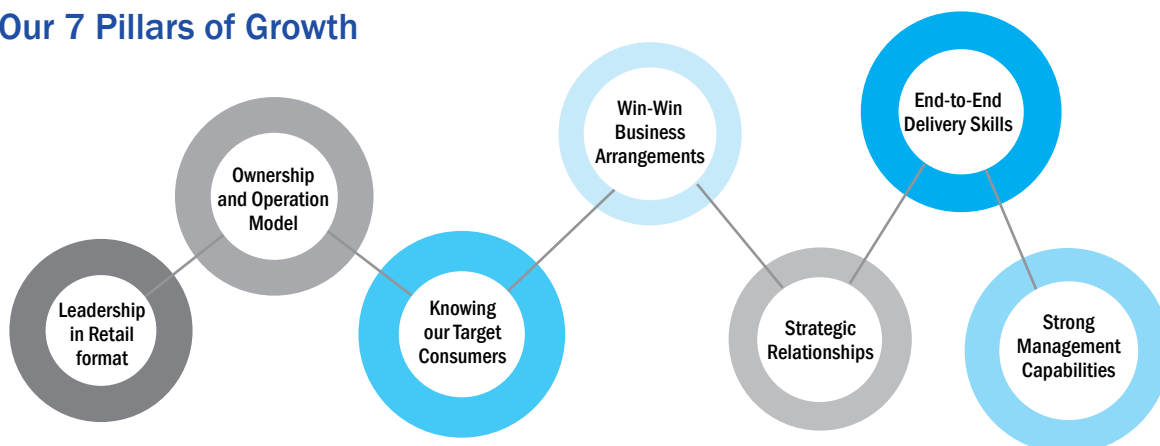 Our 7 Pillars of Growth
Leadership
in Retail
format
Ownership
and Operation
Model
Knowing
our Target
Consumers
Win-Win
Business
Arrangements
Strategic
Relationships
End-to-End
Delivery Skills
Strong
Management
Capabilities